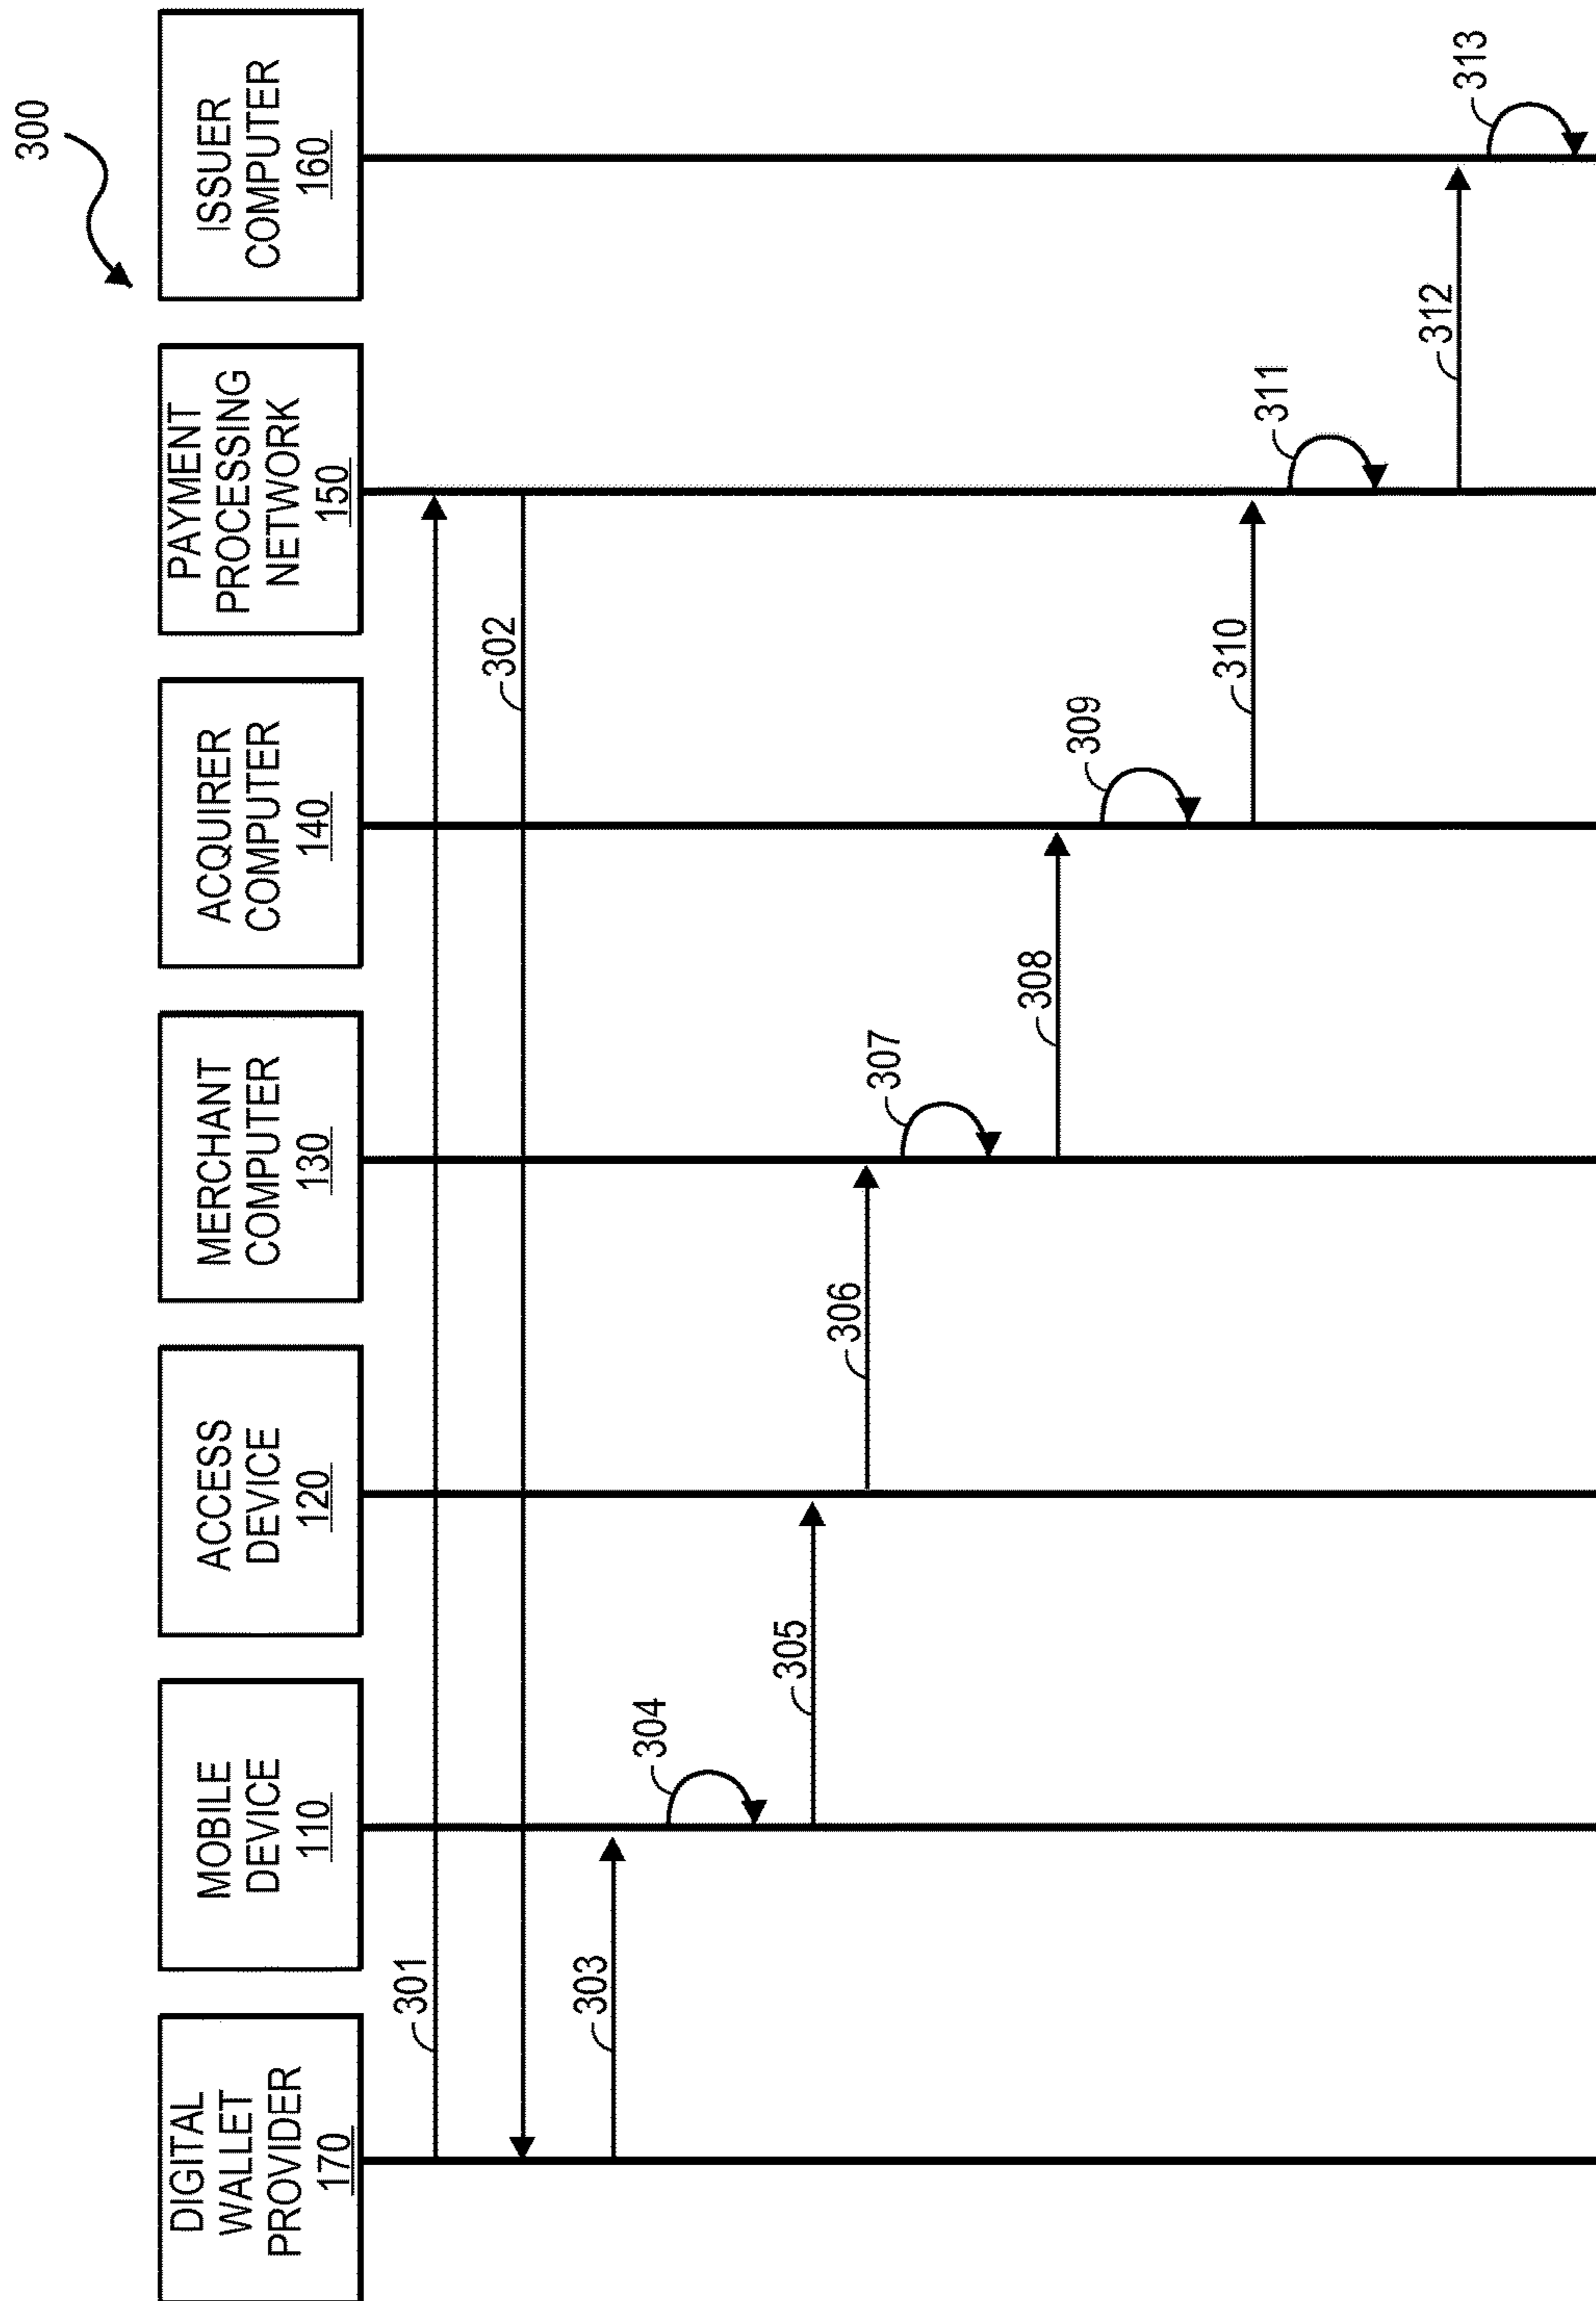 300
DIGITAL
WALLET
PROVIDER
170
MOBILE
DEVICE
110
ACCESS
DEVICE
120
MERCHANT
COMPUTER
130
ACQUIRER
COMPUTER
140
PAYMENT
PROCESSING
NETWORK
150
ISSUER
COMPUTER
160
301
302
303
304
305
306
307
308
309
310
311
312
313